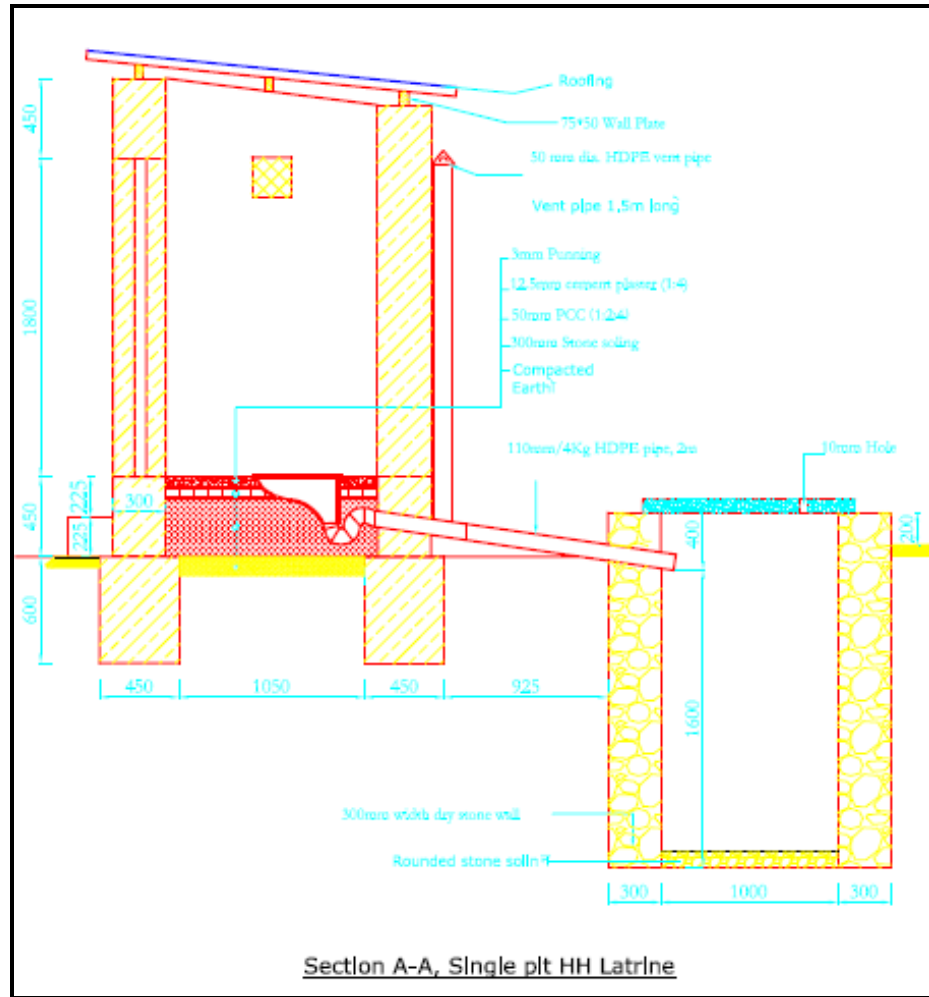 Roofing
75*50 Wall Plate
50 mm dia. HDPE vent pipe
Vent pipe 1,5m long
3mm Punning
12.5mm cement plaster (1:4)
50mm PCC (1:2:4)
300mm Stone soling
Compacted
Earth
110mm/4Kg HDPE pipe, 2m
10mm Hole
450
1800
450
225
225
300
600
450
1050
450
925
400
200
1600
300mm width day stone wall
Rounded stone soling
300
1000
300
Section A-A, Single pit HH Latrine